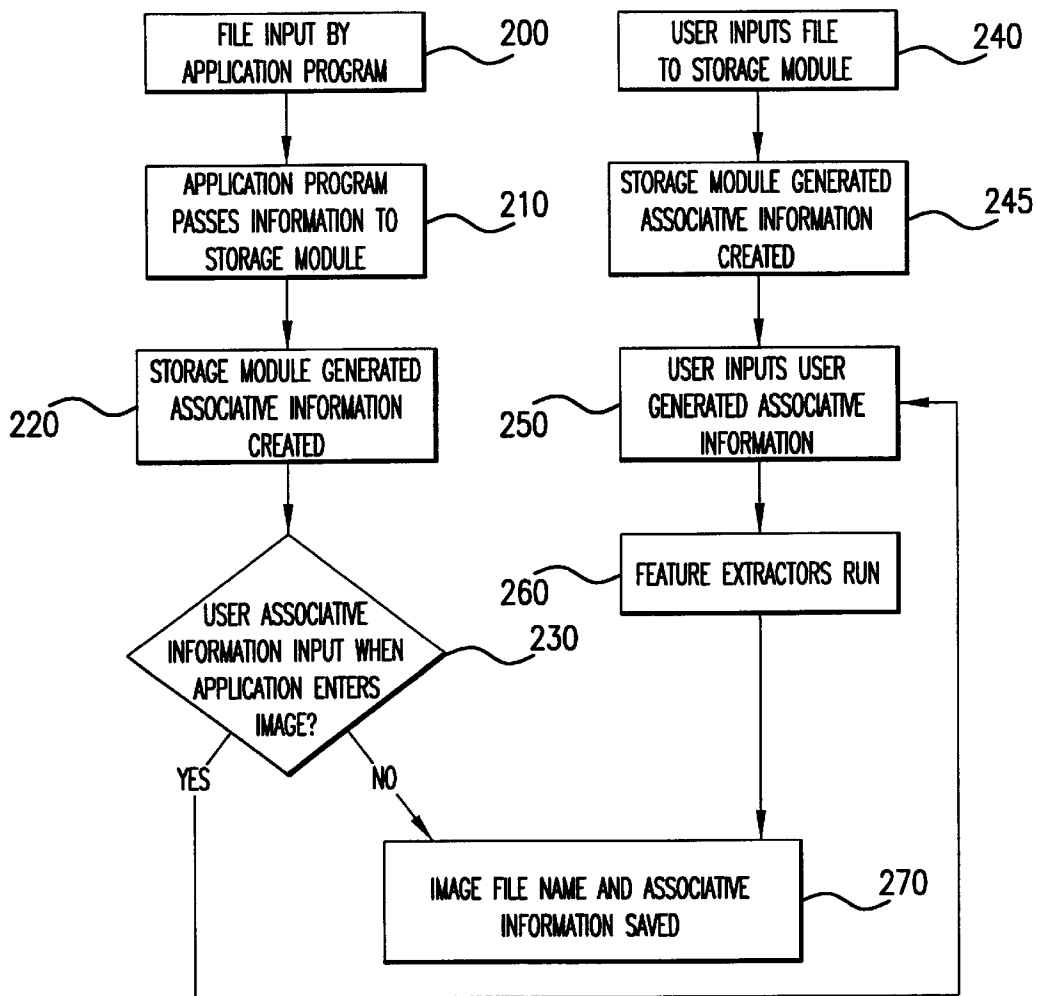 FILE INPUT BY
APPLICATION PROGRAM
200
APPLICATION PROGRAM
PASSES INFORMATION TO
STORAGE MODULE
210
STORAGE MODULE GENERATED
ASSOCIATIVE INFORMATION
CREATED
220
USER ASSOCIATIVE
INFORMATION INPUT WHEN
APPLICATION ENTERS
IMAGE?
230
YES
NO
USER INPUTS FILE
TO STORAGE MODULE
240
STORAGE MODULE GENERATED
ASSOCIATIVE INFORMATION
CREATED
245
USER INPUTS USER
GENERATED ASSOCIATIVE
INFORMATION
250
FEATURE EXTRACTORS RUN
260
IMAGE FILE NAME AND ASSOCIATIVE
INFORMATION SAVED
270